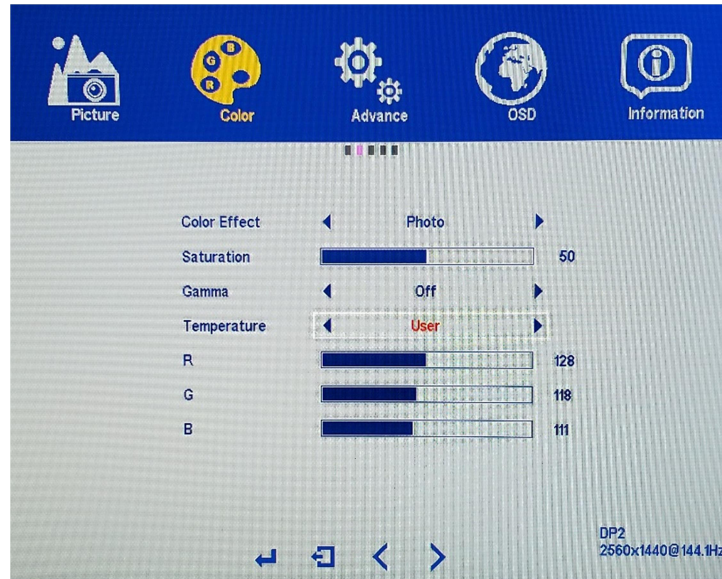 Picture
Color
Advance
OSD
Information
R G B
Color Effect Photo
Saturation 50
Gamma Off
Temperature User
R 128
G 118
B 111
DP2
2560x1440@144.1Hz